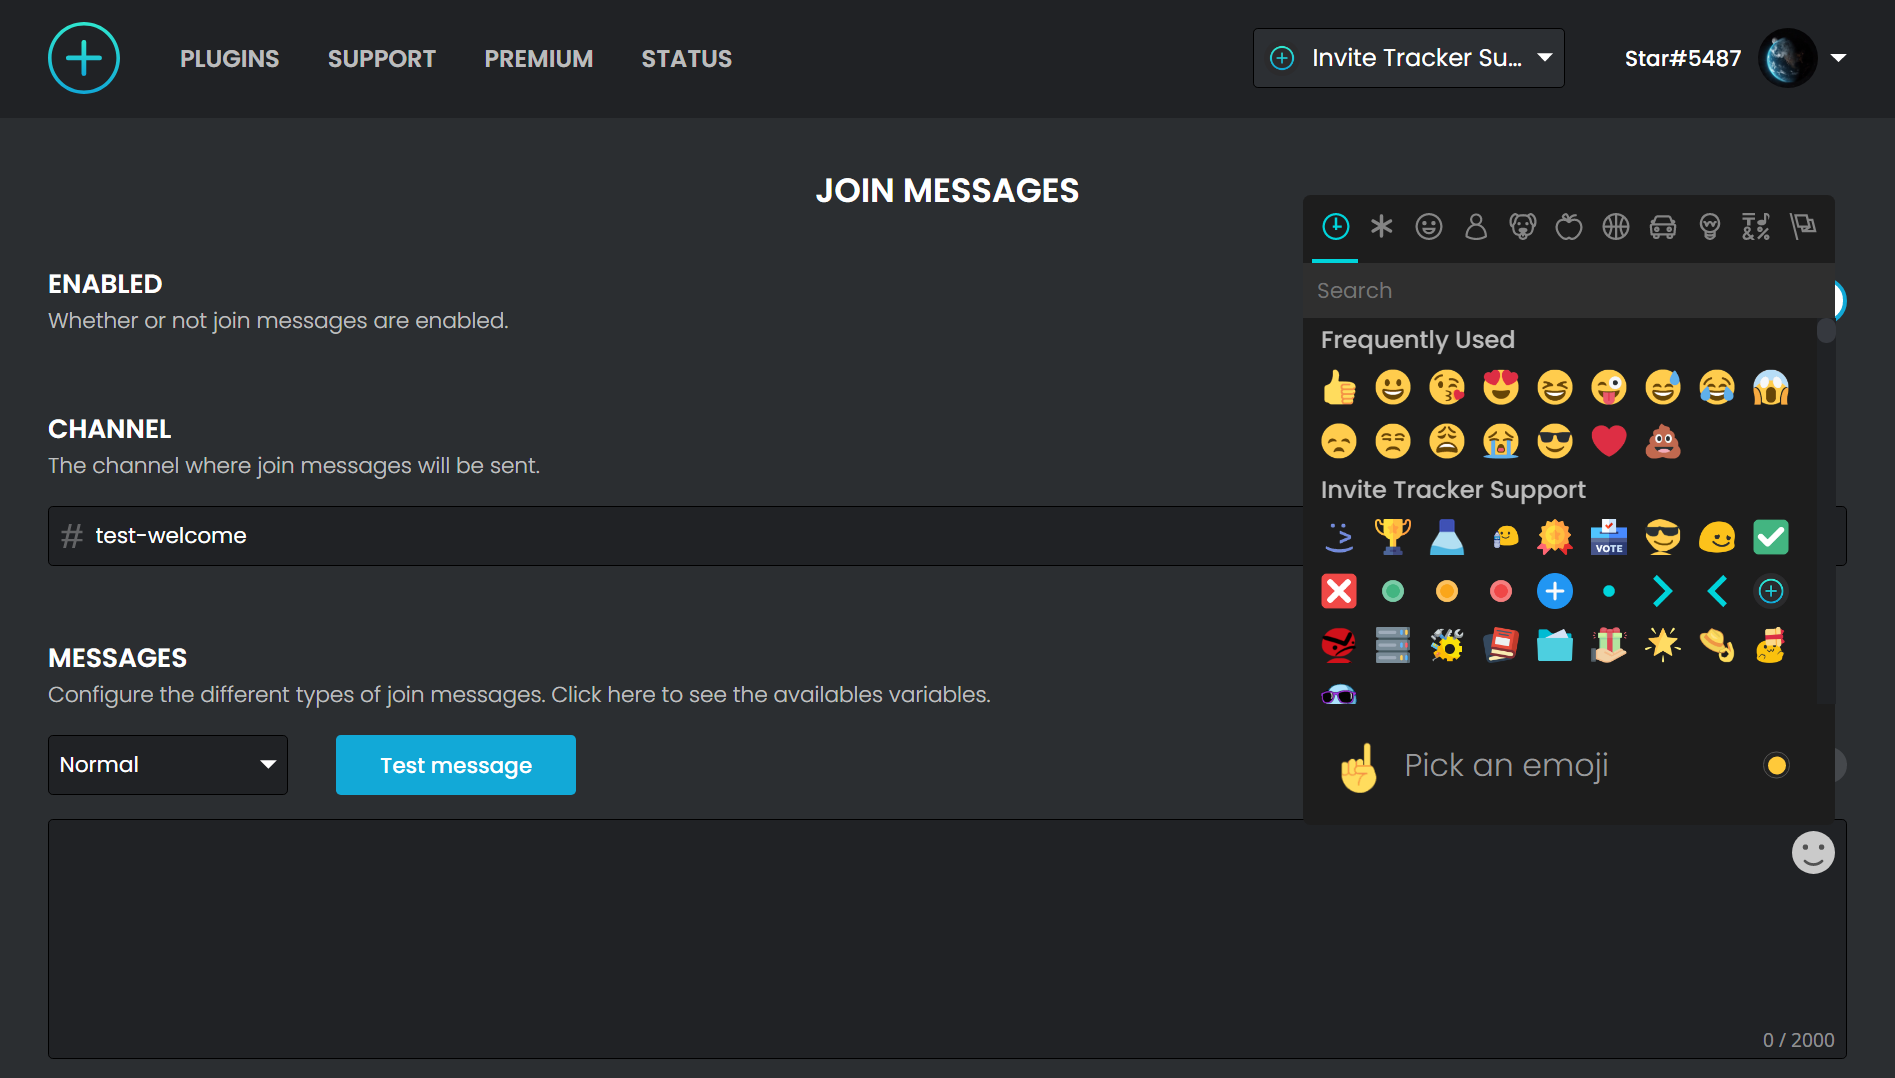 PLUGINS SUPPORT PREMIUM STATUS Invite Tracker Su... Star#5487
JOIN MESSAGES
ENABLED
Whether or not join messages are enabled.
Search
Frequently Used
CHANNEL
The channel where join messages will be sent.
Invite Tracker Support
# test-welcome
VOTE
MESSAGES
Configure the different types of join messages. Click here to see the availables variables.
Normal Test message Pick an emoji
0 / 2000